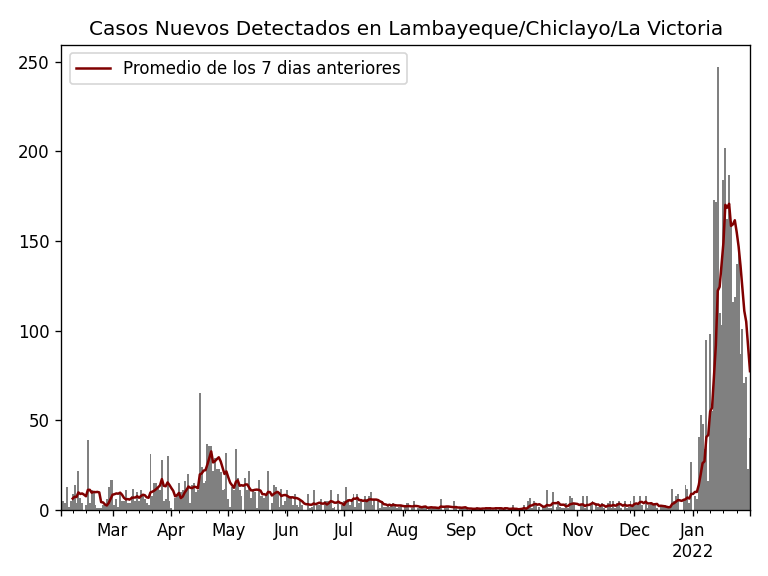 Casos Nuevos Detectados en Lambayeque/Chiclayo/La Victoria
Promedio de los 7 dias anteriores
250
200
150
100
50
0
Mar Apr May Jun Jul Aug Sep Oct Nov Dec Jan
2022